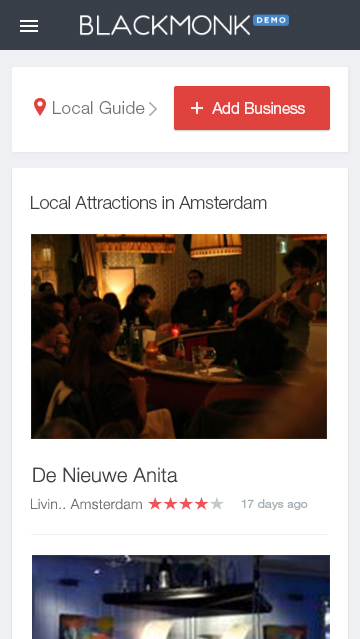 BLACKMONK DEMO
Local Guide
+ Add Business
Local Attractions in Amsterdam
De Nieuwe Anita
Livin.. Amsterdam 17 days ago